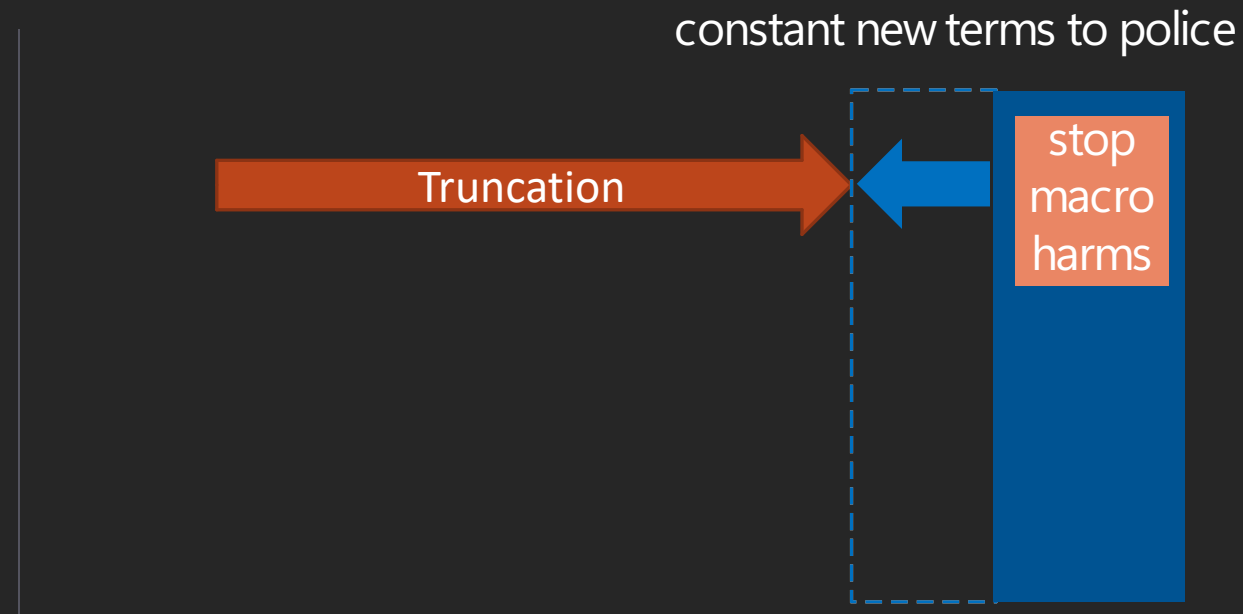 constant new terms to police
Truncation
stop
macro
harms